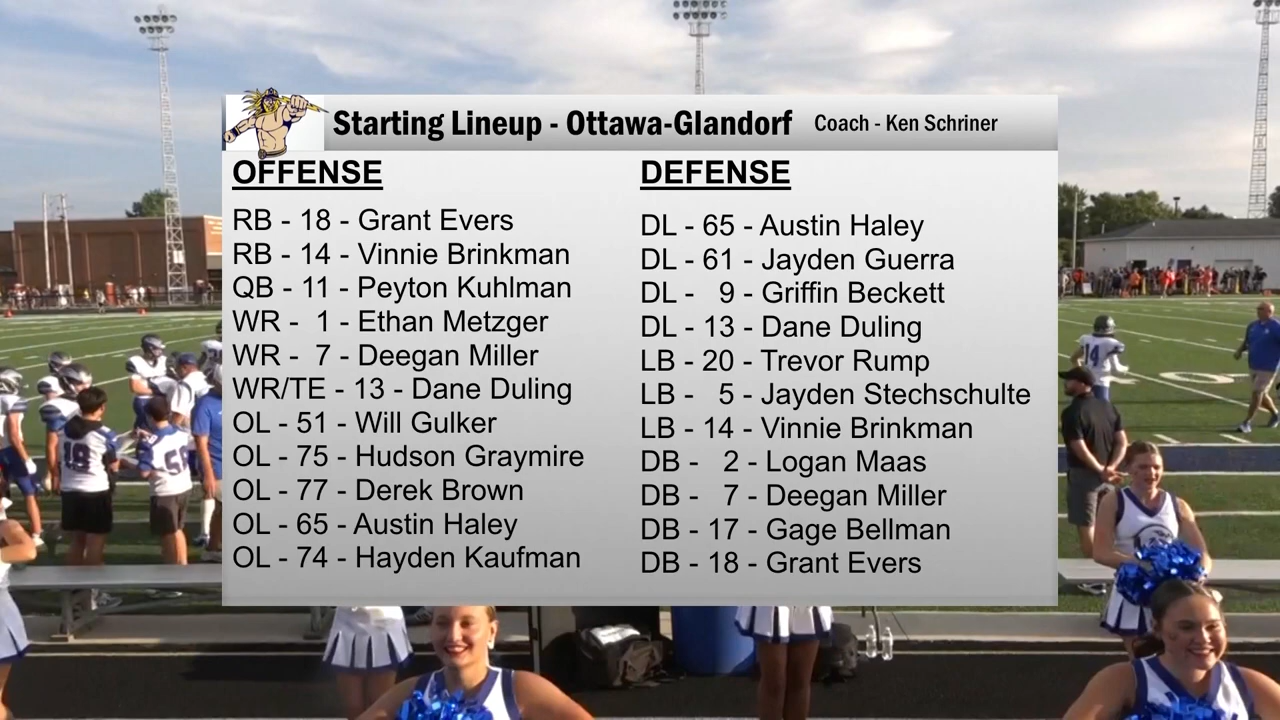 Starting Lineup - Ottawa-Glandorf Coach - Ken Schriner
OFFENSE
RB - 18 - Grant Evers
RB - 14 - Vinnie Brinkman
QB - 11 - Peyton Kuhlman
WR - 1 - Ethan Metzger
WR - 7 - Deegan Miller
WR/TE - 13 - Dane Duling
OL - 51 - Will Gulker
OL - 75 - Hudson Graymire
OL - 77 - Derek Brown
OL - 65 - Austin Haley
OL - 74 - Hayden Kaufman
DEFENSE
DL - 65 - Austin Haley
DL - 61 - Jayden Guerra
DL - 9 - Griffin Beckett
DL - 13 - Dane Duling
LB - 20 - Trevor Rump
LB - 5 - Jayden Stechschulte
LB - 14 - Vinnie Brinkman
DB - 2 - Logan Maas
DB - 7 - Deegan Miller
DB - 17 - Gage Bellman
DB - 18 - Grant Evers
14